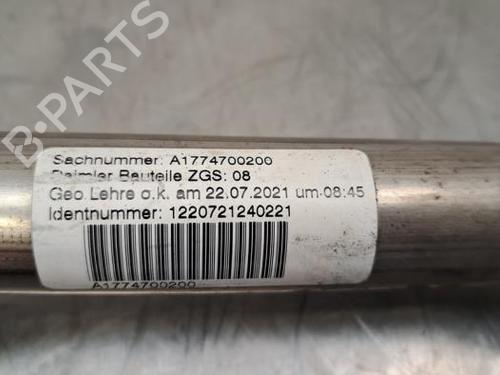 B-PARTS
Sachnummer: A1774700200
Daimler Bauteile ZGS: 08
Geo.Lehre o.k. am 22.07.2021 um 08:45
Identnummer: 1220721240221
A1774700200